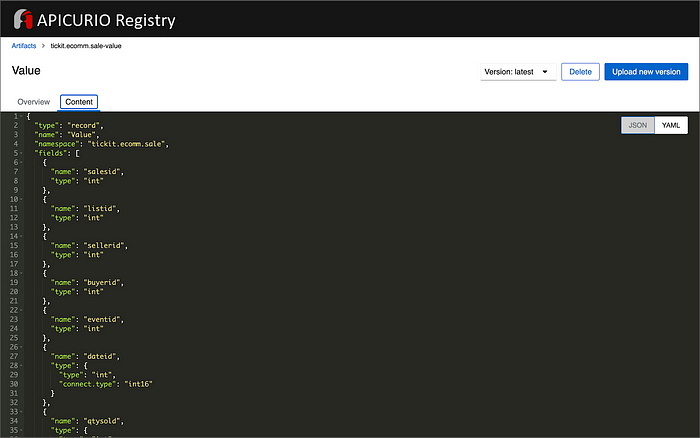 APICURIO Registry
Artifacts > tickit.ecomm.sale-value
Value
Version: latest
Delete
Upload new version
Overview
Content
JSON
YAML
1 {
2 "type": "record",
3 "name": "Value",
4 "namespace": "tickit.ecomm.sale",
5 "fields": [
6 {
7 "name": "salesid",
8 "type": "int"
9 },
10 {
11 "name": "listid",
12 "type": "int"
13 },
14 {
15 "name": "sellerid",
16 "type": "int"
17 },
18 {
19 "name": "buyerid",
20 "type": "int"
21 },
22 {
23 "name": "eventid",
24 "type": "int"
25 },
26 {
27 "name": "dateid",
28 "type": {
29 "type": "int",
30 "connect.type": "int16"
31 }
32 },
33 {
34 "name": "qtysold",
35 "type": {